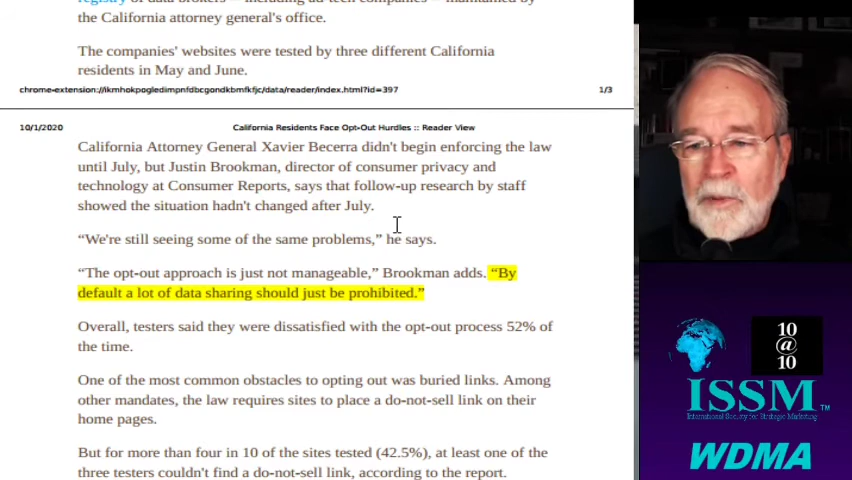 registry of data brokers -- including ad-tech companies -- maintained by
the California attorney general's office.
The companies' websites were tested by three different California
residents in May and June.
chrome-extension://ikmhokpogledimpnfdbcgondkbmfkfjc/data/reader/index.html?id=397
1/3
10/1/2020
California Residents Face Opt-Out Hurdles :: Reader View
California Attorney General Xavier Becerra didn't begin enforcing the law
until July, but Justin Brookman, director of consumer privacy and
technology at Consumer Reports, says that follow-up research by staff
showed the situation hadn't changed after July.
“We're still seeing some of the same problems,” he says.
“The opt-out approach is just not manageable,” Brookman adds. “By
default a lot of data sharing should just be prohibited.”
Overall, testers said they were dissatisfied with the opt-out process 52% of
the time.
One of the most common obstacles to opting out was buried links. Among
other mandates, the law requires sites to place a do-not-sell link on their
home pages.
But for more than four in 10 of the sites tested (42.5%), at least one of the
three testers couldn't find a do-not-sell link, according to the report.
10
@
10
ISSM™
International Society for Strategic Marketing
WDMA